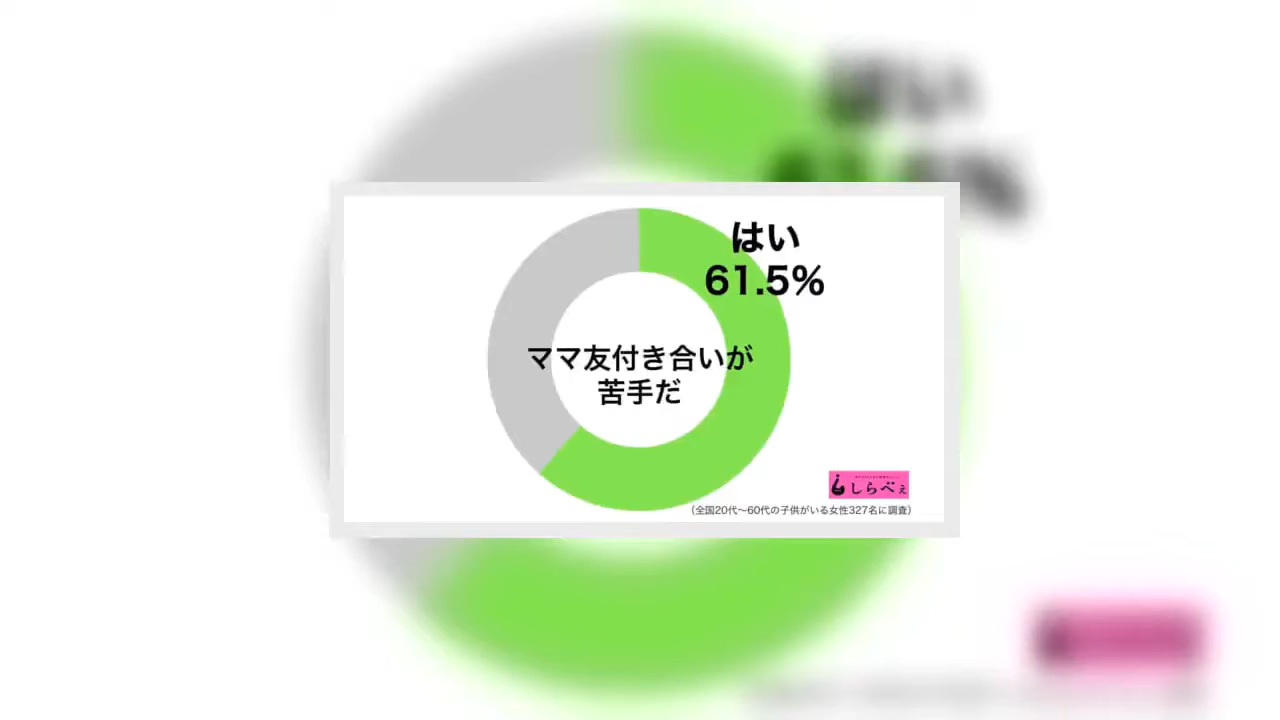 はい
61.5%
ママ友付き合いが
苦手だ
しらべぇ
(全国20代〜60代の子供がいる女性327名に調査)